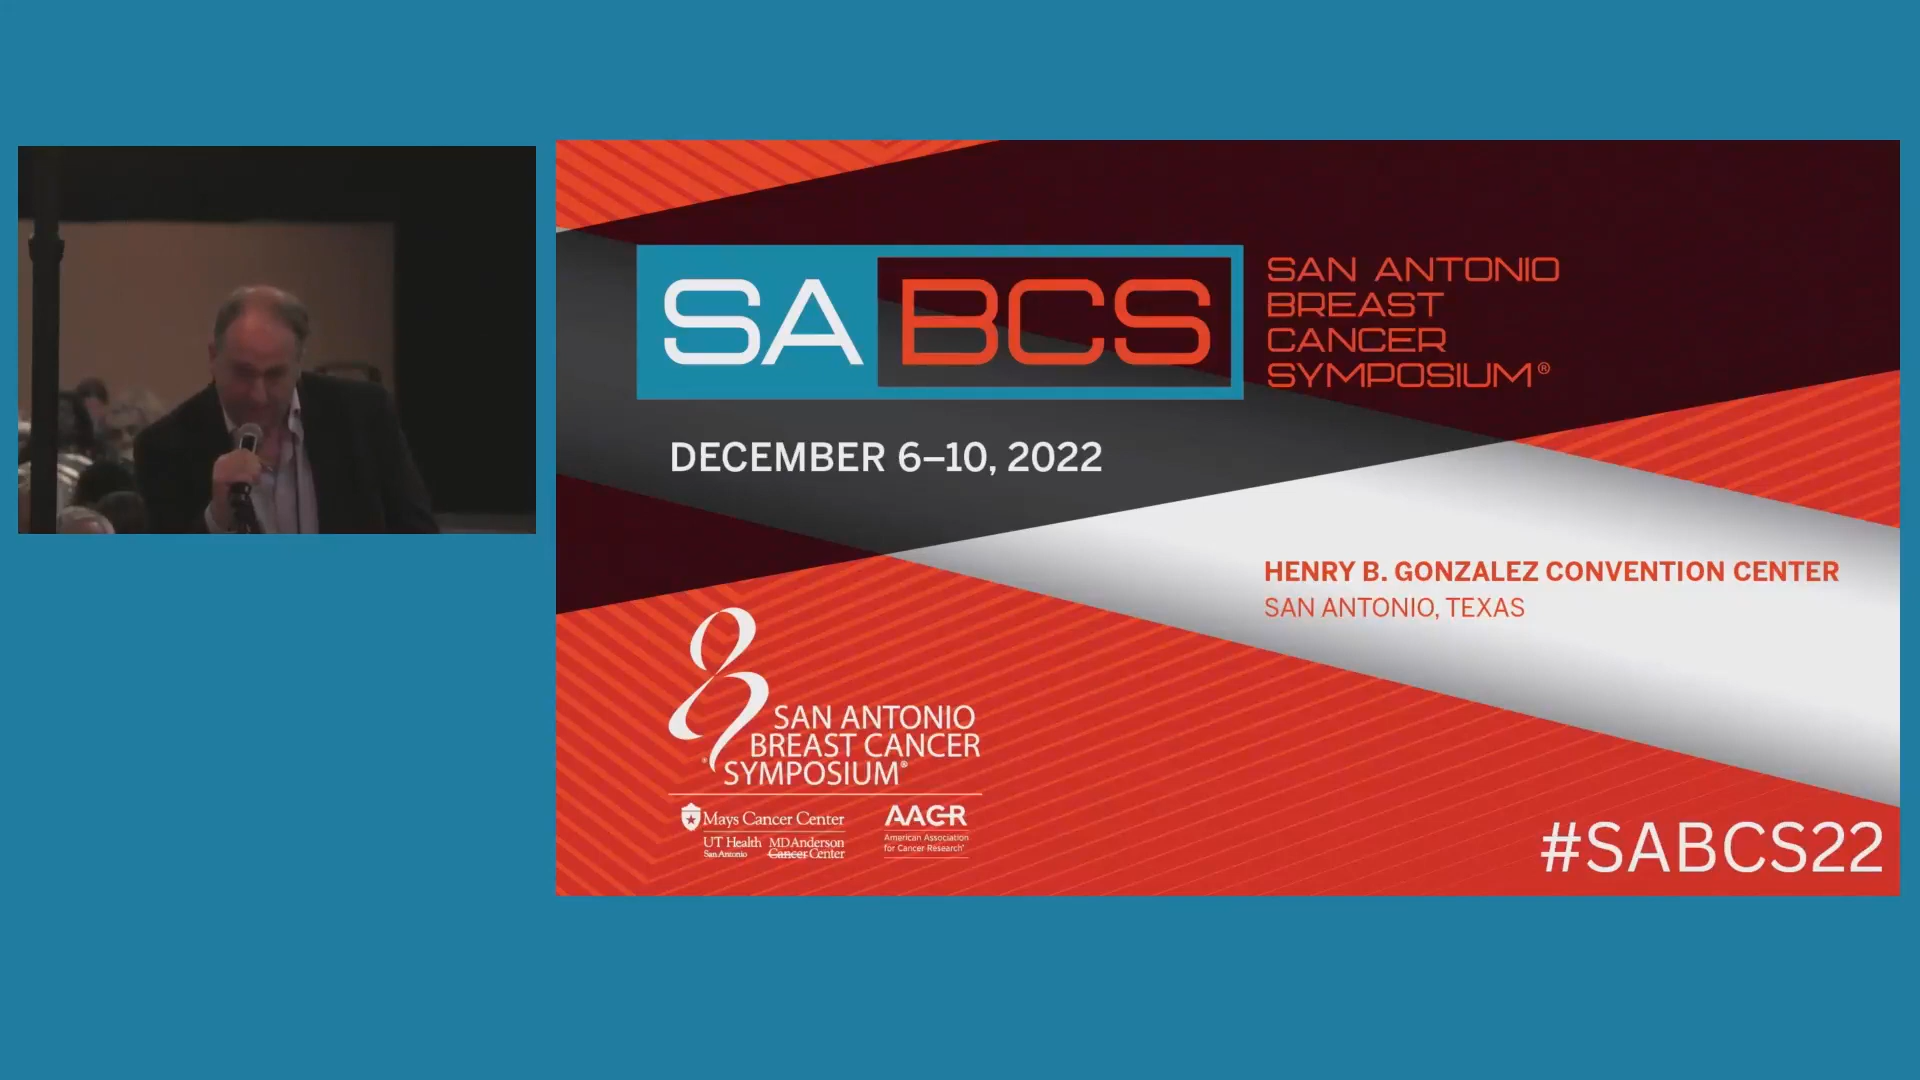 SA BCS
SAN ANTONIO
BREAST
CANCER
SYMPOSIUM®
DECEMBER 6–10, 2022
HENRY B. GONZALEZ CONVENTION CENTER
SAN ANTONIO, TEXAS
SAN ANTONIO
BREAST CANCER
SYMPOSIUM®
Mays Cancer Center
UT Health
San Antonio
MDAnderson
Cancer Center
AACR
American Association
for Cancer Research®
#SABCS22